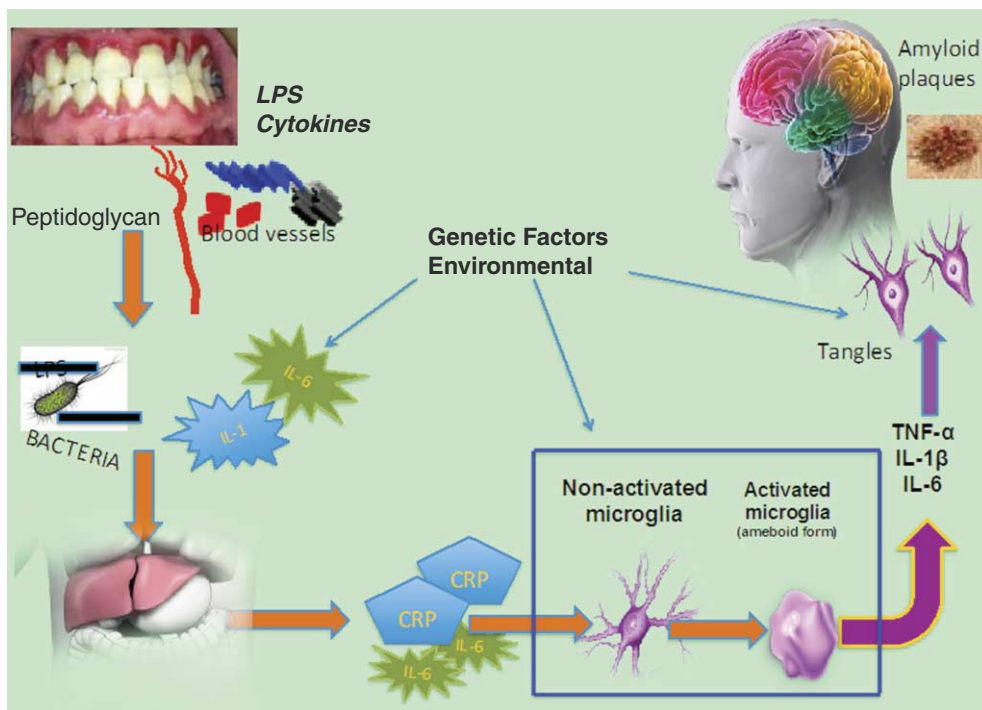 LPS
Cytokines
Peptidoglycan
Blood vessels
Genetic Factors
Environmental
Amyloid
plaques
Tangles
LPS
BACTERIA
IL-1
IL-6
CRP
CRP
IL-6
IL-6
Non-activated
microglia
Activated
microglia
(ameboid form)
TNF-α
IL-1β
IL-6